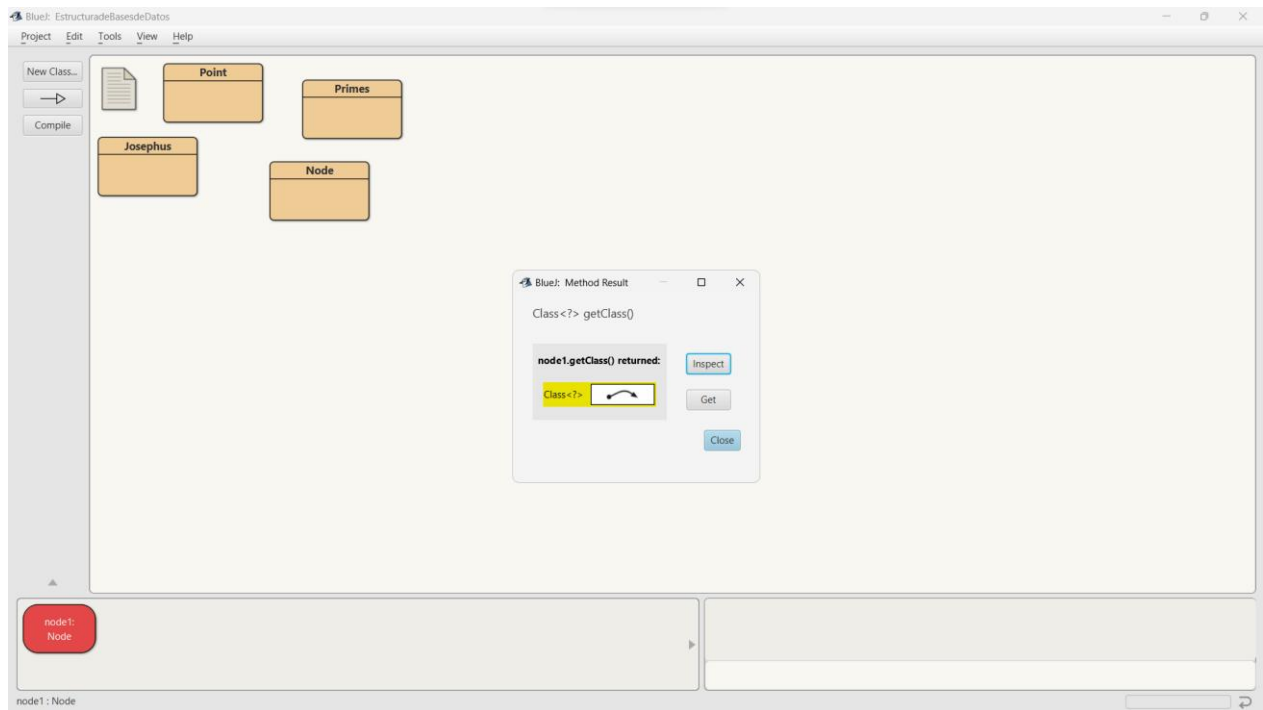 BlueJ: EstructuradeBasesdeDatos
Project Edit Tools View Help
New Class...
Compile
Point
Primes
Josephus
Node
BlueJ: Method Result
Class<?> getClass()
node1.getClass() returned:
Inspect
Class<?>
Get
Close
node1:
Node
node1 : Node